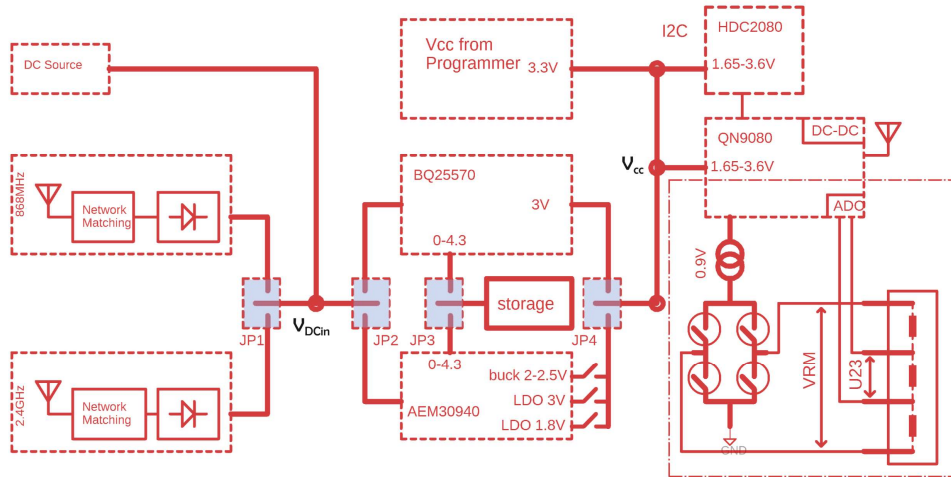 DC Source
Vcc from
Programmer
3.3V
I2C
HDC2080
1.65-3.6V
QN9080
DC-DC
1.65-3.6V
ADC
Vcc
868MHz
Network
Matching
BQ25570
3V
0-4.3
0.9V
storage
JP1
VDCin
JP2
JP3
JP4
0-4.3
2.4GHz
Network
Matching
buck 2-2.5V
LDO 3V
AEM30940
LDO 1.8V
VRM
U23
GND